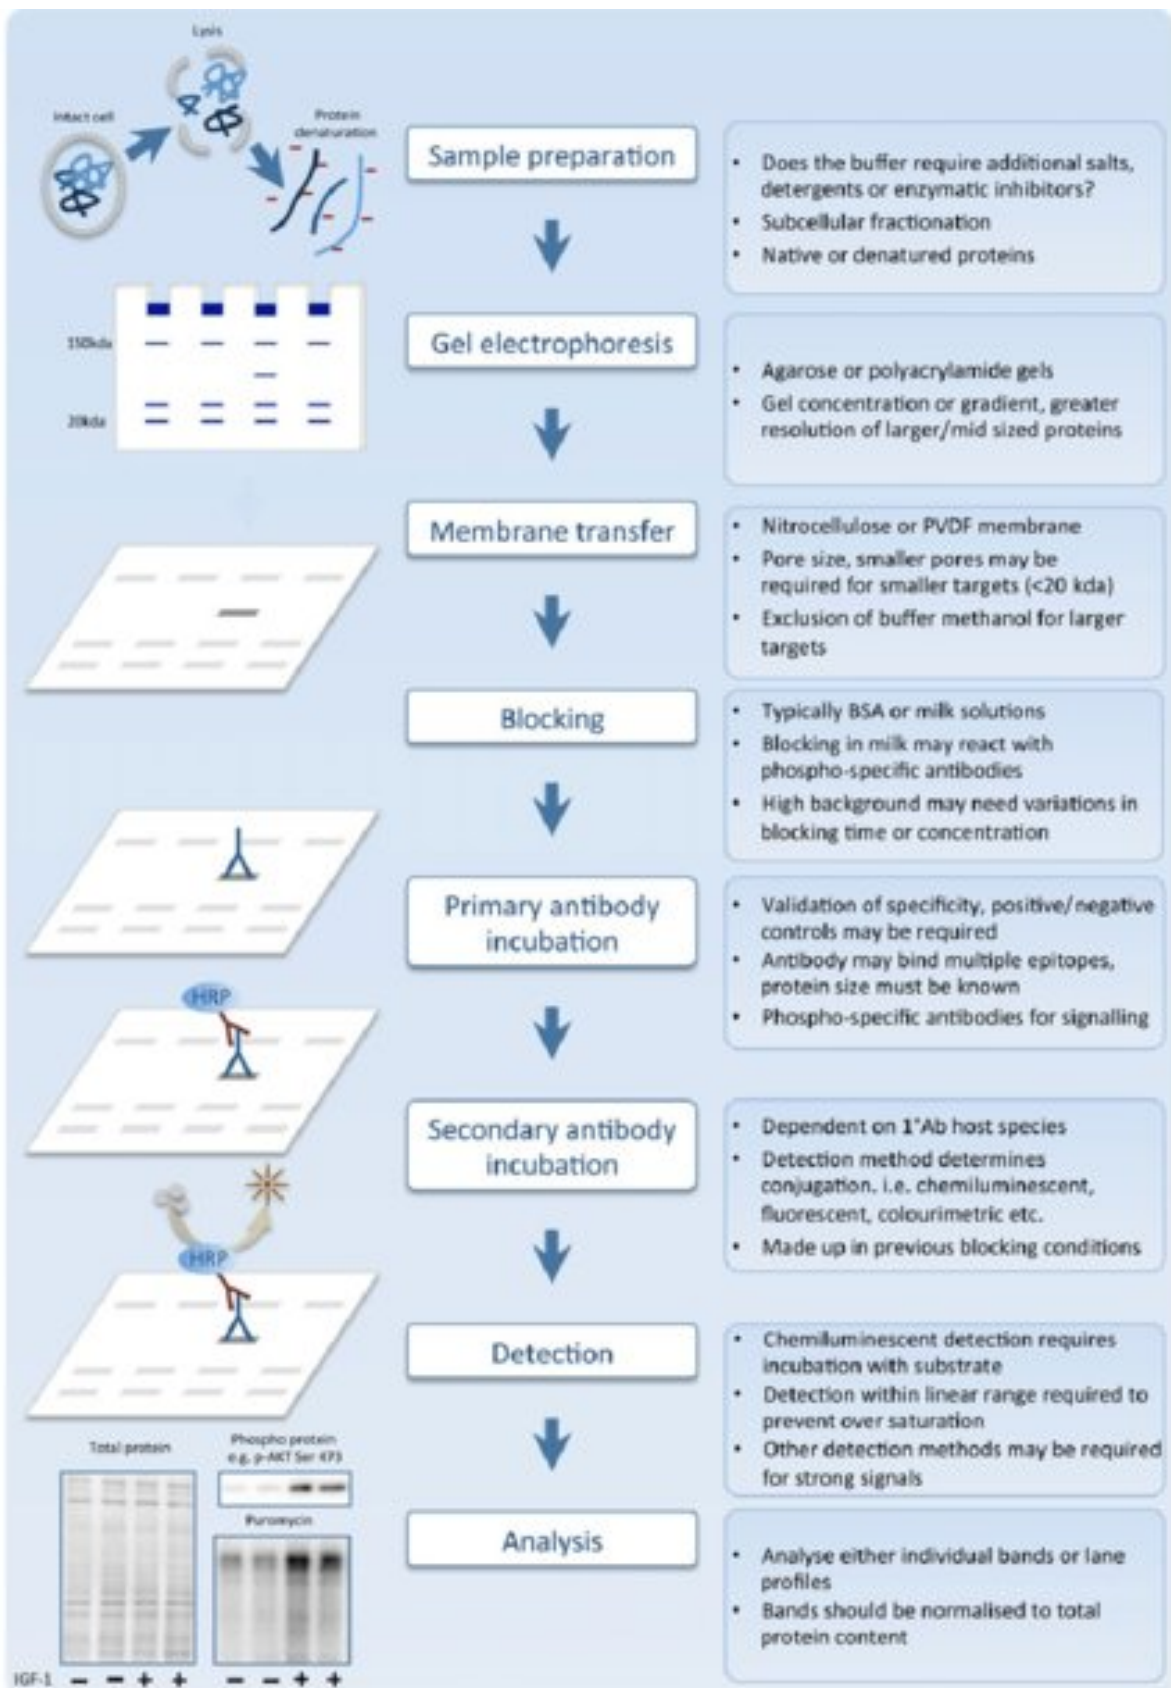 Lysis
Intact cell
Protein
denaturation
Sample preparation
• Does the buffer require additional salts,
detergents or enzymatic inhibitors?
• Subcellular fractionation
• Native or denatured proteins
150kda
20kda
Gel electrophoresis
• Agarose or polyacrylamide gels
• Gel concentration or gradient, greater
resolution of larger/mid sized proteins
Membrane transfer
• Nitrocellulose or PVDF membrane
• Pore size, smaller pores may be
required for smaller targets (<20 kda)
• Exclusion of buffer methanol for larger
targets
Blocking
• Typically BSA or milk solutions
• Blocking in milk may react with
phospho-specific antibodies
• High background may need variations in
blocking time or concentration
Primary antibody
incubation
• Validation of specificity, positive/negative
controls may be required
• Antibody may bind multiple epitopes,
protein size must be known
• Phospho-specific antibodies for signalling
HRP
Secondary antibody
incubation
• Dependent on 1°Ab host species
• Detection method determines
conjugation. i.e. chemiluminescent,
fluorescent, colourimetric etc.
• Made up in previous blocking conditions
HRP
Detection
• Chemiluminescent detection requires
incubation with substrate
• Detection within linear range required to
prevent over saturation
• Other detection methods may be required
for strong signals
Total protein
Phospho protein
e.g. p-AKT Ser 473
Puromycin
Analysis
• Analyse either individual bands or lane
profiles
• Bands should be normalised to total
protein content
IGF-1 – – + + – – + +